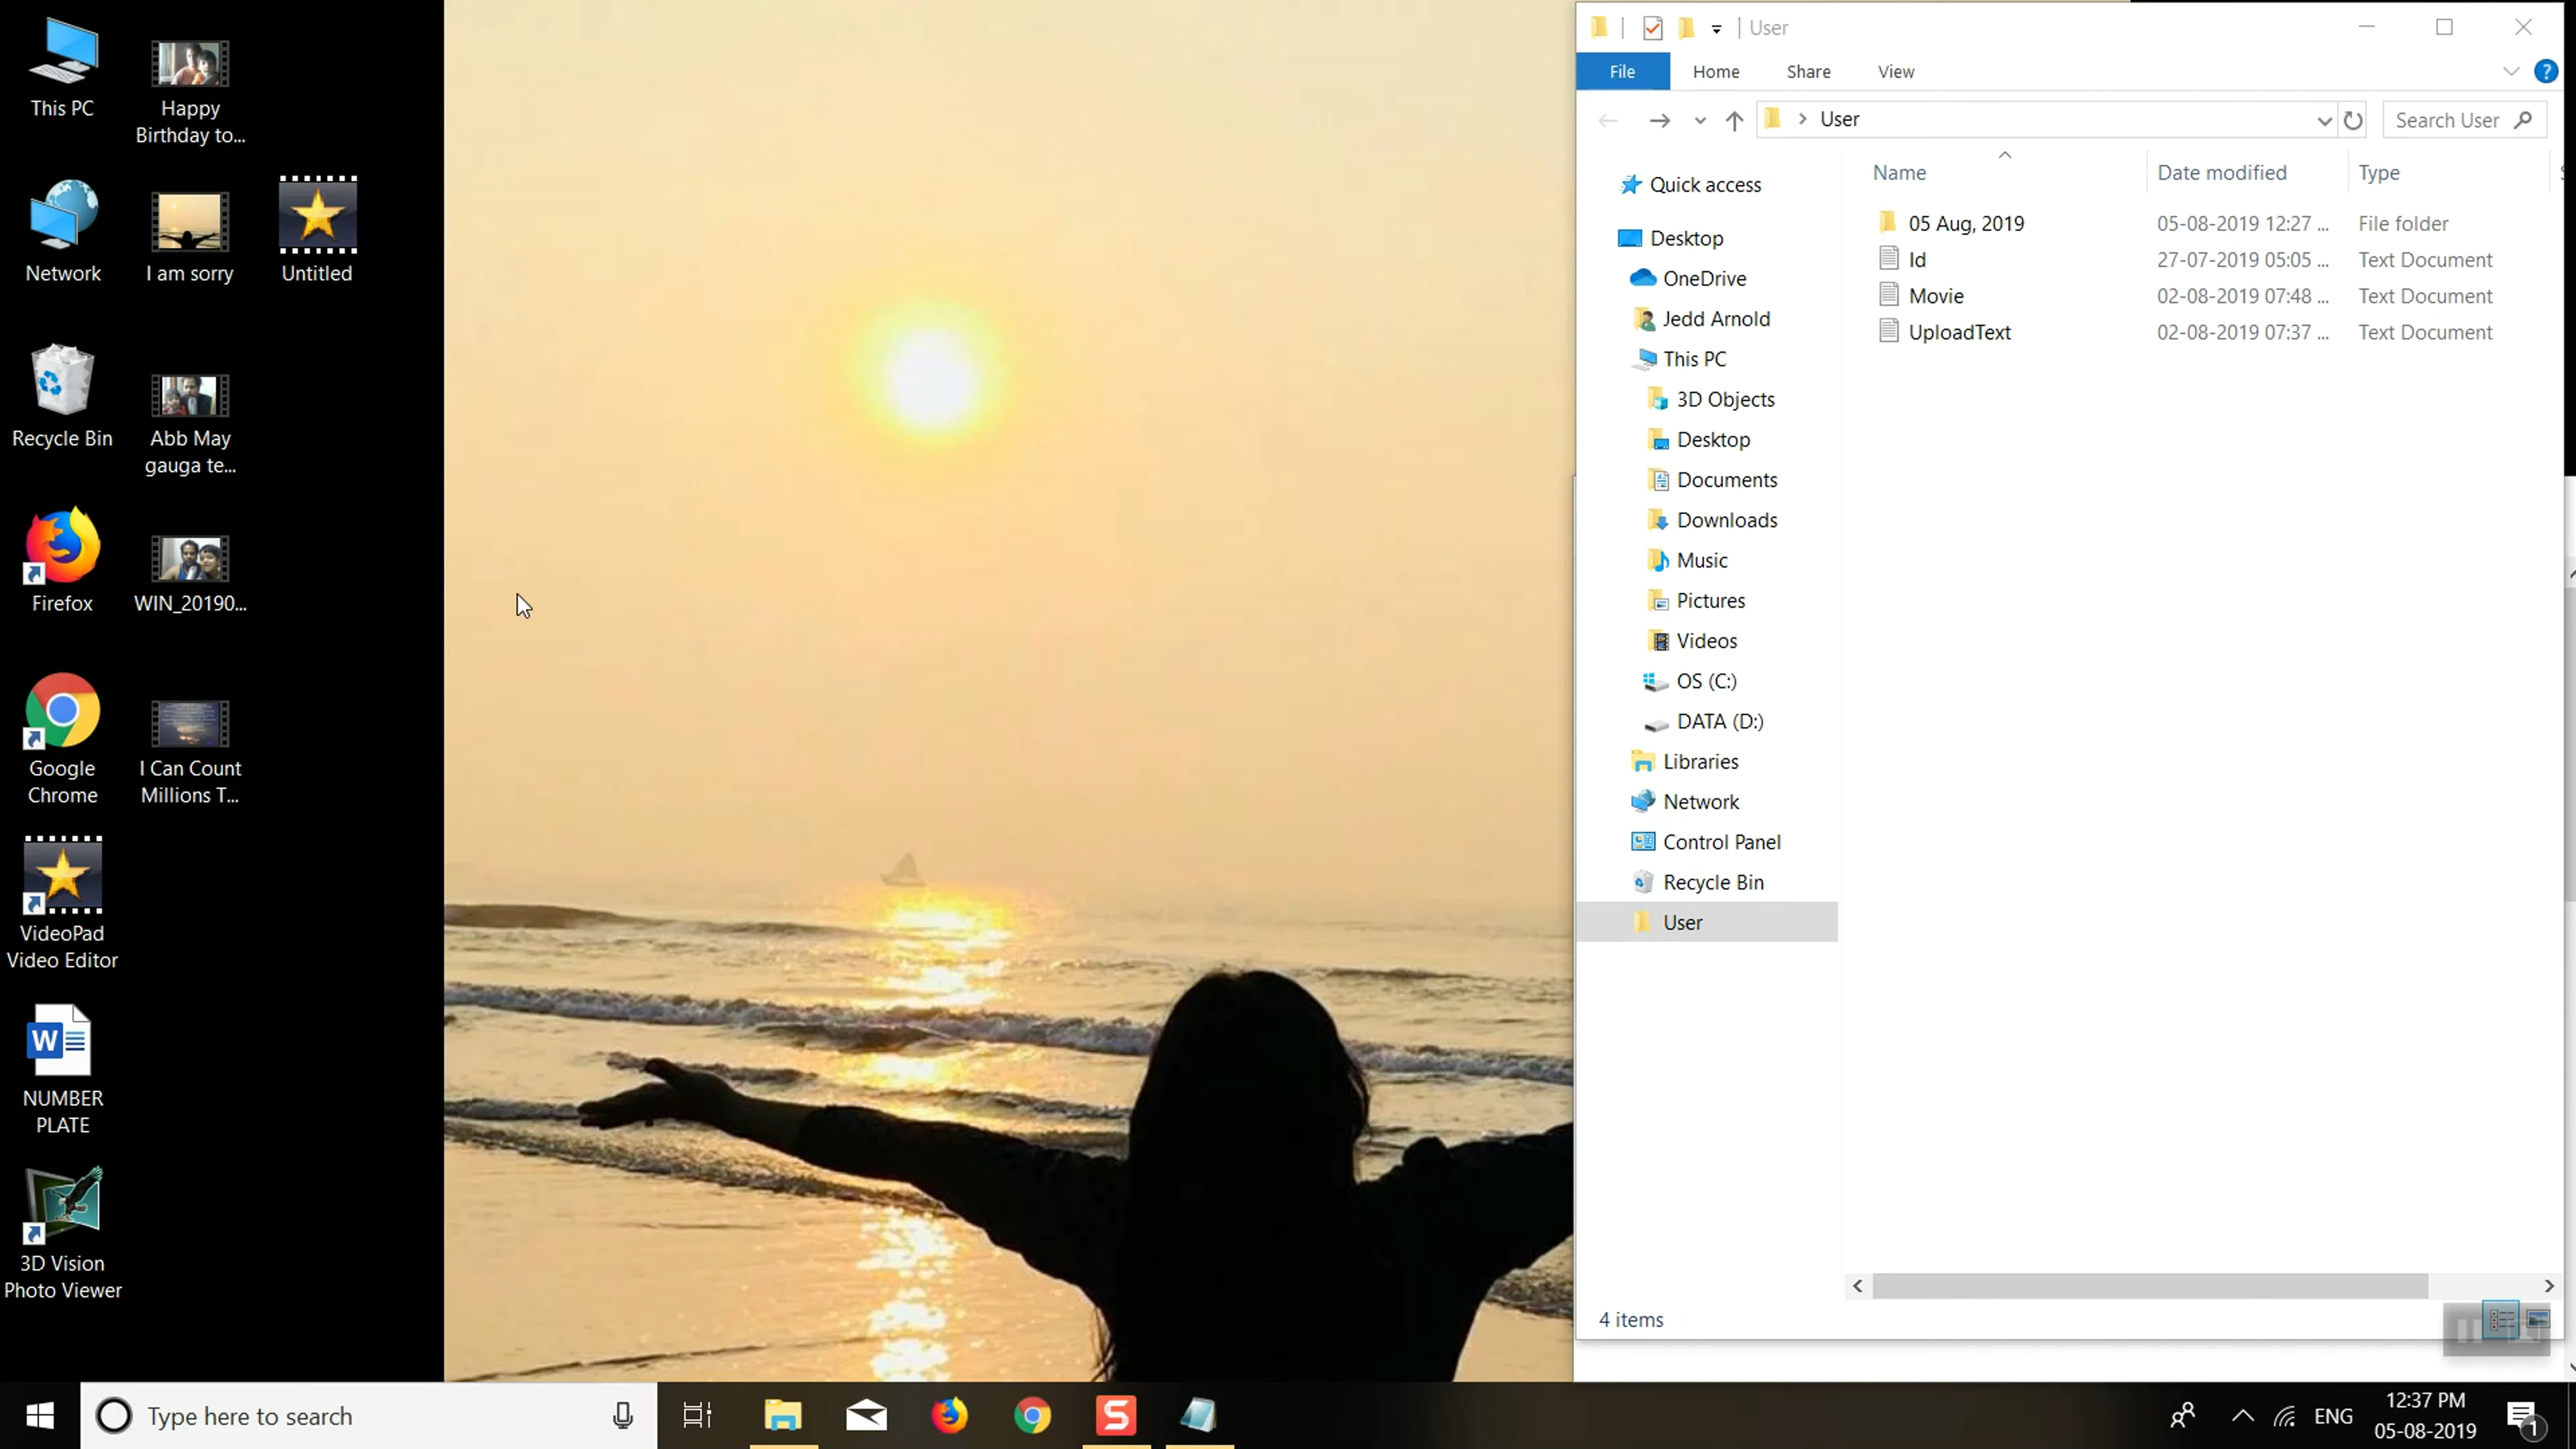 This PC
Happy
Birthday to...
Network
I am sorry
Untitled
Recycle Bin
Abb May
gauga te...
Firefox
WIN_20190...
Google
Chrome
I Can Count
Millions T...
VideoPad
Video Editor
NUMBER
PLATE
3D Vision
Photo Viewer
User
File
Home
Share
View
User
Search User
Name
Date modified
Type
05 Aug, 2019
05-08-2019 12:27 ...
File folder
Id
27-07-2019 05:05 ...
Text Document
Movie
02-08-2019 07:48 ...
Text Document
UploadText
02-08-2019 07:37 ...
Text Document
Quick access
Desktop
OneDrive
Jedd Arnold
This PC
3D Objects
Desktop
Documents
Downloads
Music
Pictures
Videos
OS (C:)
DATA (D:)
Libraries
Network
Control Panel
Recycle Bin
User
4 items
Type here to search
ENG
12:37 PM
05-08-2019
1